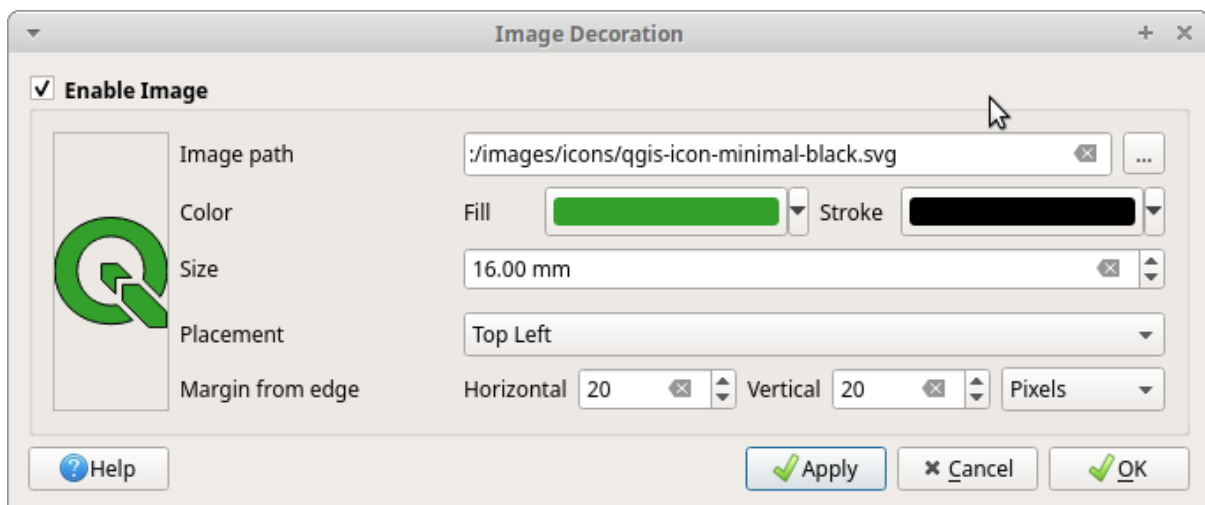 Image Decoration
Enable Image
Image path :/images/icons/qgis-icon-minimal-black.svg ...
Color Fill Stroke
Size 16.00 mm
Placement Top Left
Margin from edge Horizontal 20 Vertical 20 Pixels
Help Apply Cancel OK